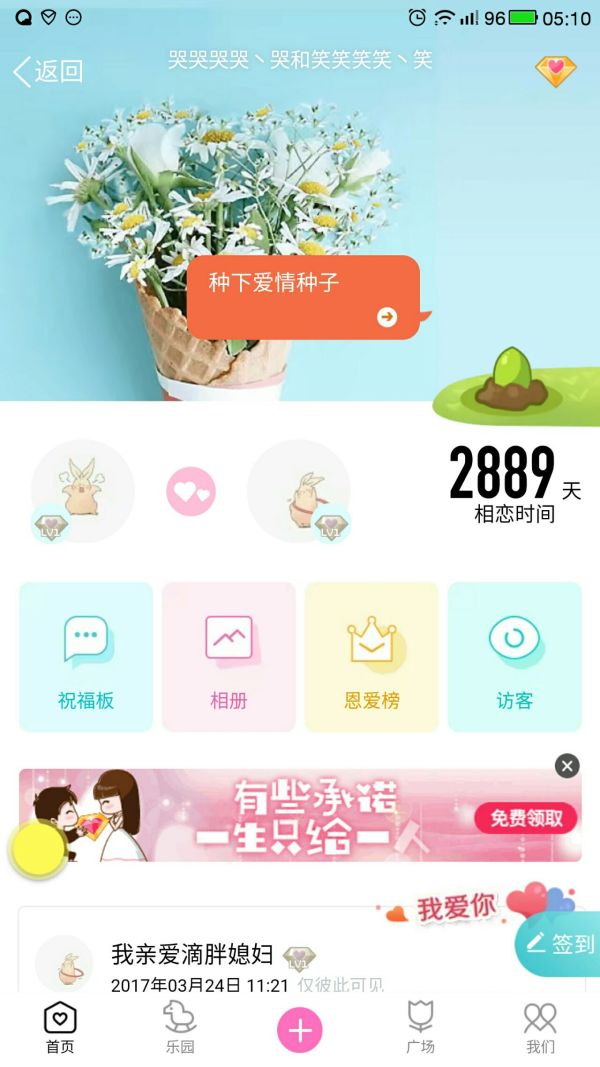 96 05:10
返回
哭哭哭哭丶哭和笑笑笑笑丶笑
种下爱情种子
2889 天
相恋时间
LV1
LV1
祝福板
相册
恩爱榜
访客
有些承诺
一生只给一人
免费领取
我爱你
签到
我亲爱滴胖媳妇 LV1
2017年03月24日 11:21 仅彼此可见
首页
乐园
广场
我们